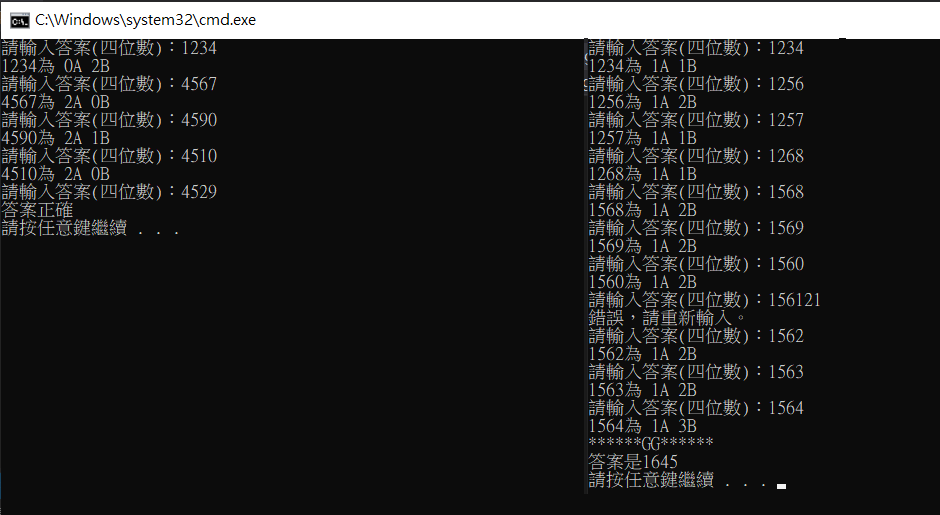 C:\Windows\system32\cmd.exe
請輸入答案(四位數)：1234
1234為 0A 2B
請輸入答案(四位數)：4567
4567為 2A 0B
請輸入答案(四位數)：4590
4590為 2A 1B
請輸入答案(四位數)：4510
4510為 2A 0B
請輸入答案(四位數)：4529
答案正確
請按任意鍵繼續 . . .
請輸入答案(四位數)：1234
1234為 1A 1B
請輸入答案(四位數)：1256
1256為 1A 2B
請輸入答案(四位數)：1257
1257為 1A 1B
請輸入答案(四位數)：1268
1268為 1A 1B
請輸入答案(四位數)：1568
1568為 1A 2B
請輸入答案(四位數)：1569
1569為 1A 2B
請輸入答案(四位數)：1560
1560為 1A 2B
請輸入答案(四位數)：156121
錯誤，請重新輸入。
請輸入答案(四位數)：1562
1562為 1A 2B
請輸入答案(四位數)：1563
1563為 1A 2B
請輸入答案(四位數)：1564
1564為 1A 3B
******GG******
答案是1645
請按任意鍵繼續 . . .